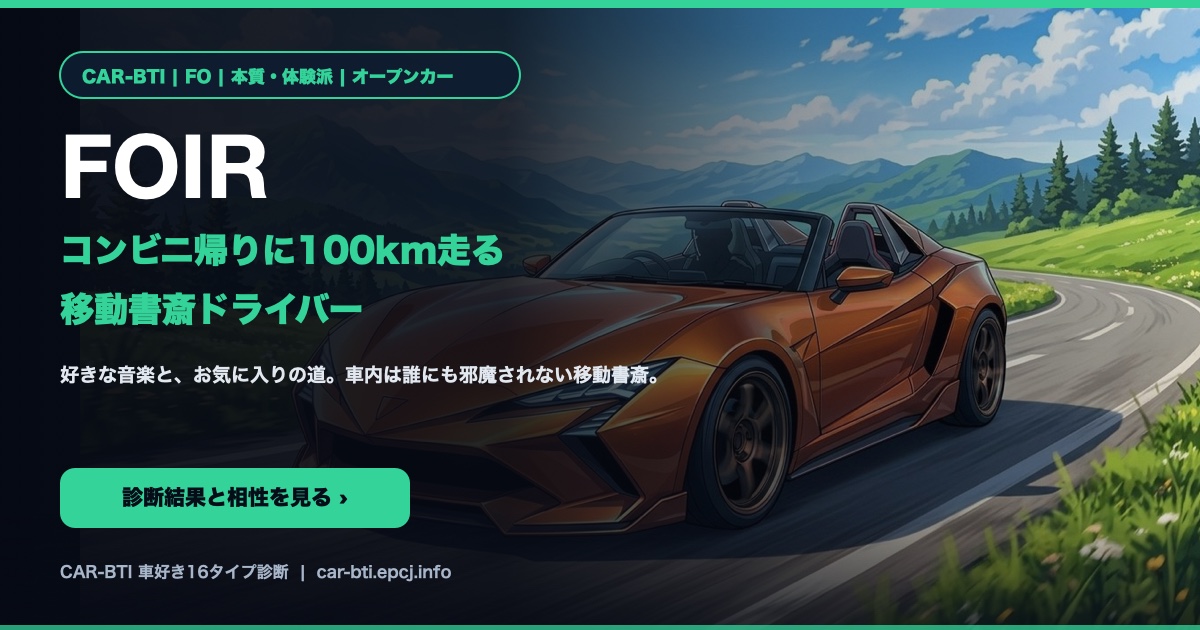 CAR-BTI | FO | 本質・体験派 | オープンカー
FOIR
コンビニ帰りに100km走る
移動書斎ドライバー
好きな音楽と、お気に入りの道。車内は誰にも邪魔されない移動書斎。
診断結果と相性を見る ›
CAR-BTI 車好き16タイプ診断 | car-bti.epcj.info